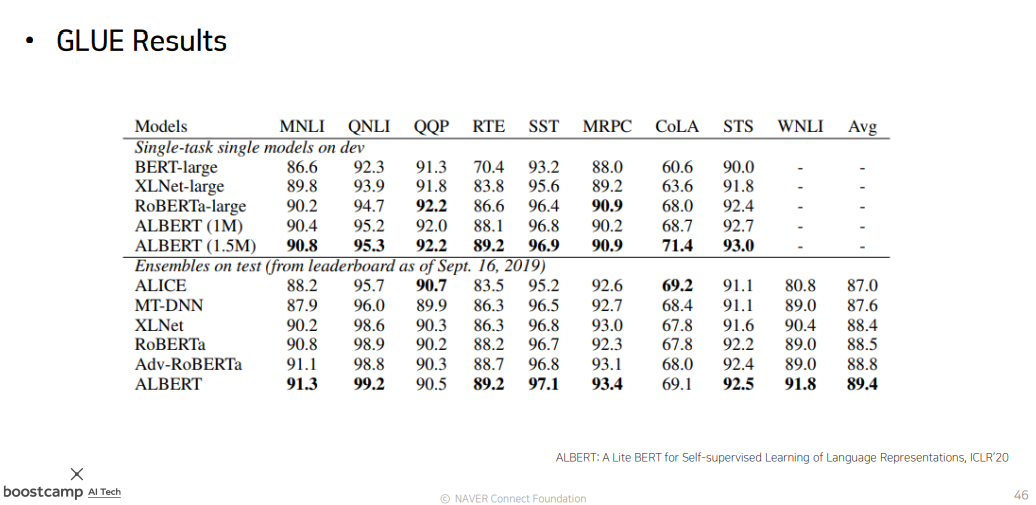 • GLUE Results
Models MNLI QNLI QQP RTE SST MRPC CoLA STS WNLI Avg
Single-task single models on dev
BERT-large 86.6 92.3 91.3 70.4 93.2 88.0 60.6 90.0 - -
XLNet-large 89.8 93.9 91.8 83.8 95.6 89.2 63.6 91.8 - -
RoBERTa-large 90.2 94.7 92.2 86.6 96.4 90.9 68.0 92.4 - -
ALBERT (1M) 90.4 95.2 92.0 88.1 96.8 90.2 68.7 92.7 - -
ALBERT (1.5M) 90.8 95.3 92.2 89.2 96.9 90.9 71.4 93.0 - -
Ensembles on test (from leaderboard as of Sept. 16, 2019)
ALICE 88.2 95.7 90.7 83.5 95.2 92.6 69.2 91.1 80.8 87.0
MT-DNN 87.9 96.0 89.9 86.3 96.5 92.7 68.4 91.1 89.0 87.6
XLNet 90.2 98.6 90.3 86.3 96.8 93.0 67.8 91.6 90.4 88.4
RoBERTa 90.8 98.9 90.2 88.2 96.7 92.3 67.8 92.2 89.0 88.5
Adv-RoBERTa 91.1 98.8 90.3 88.7 96.8 93.1 68.0 92.4 89.0 88.8
ALBERT 91.3 99.2 90.5 89.2 97.1 93.4 69.1 92.5 91.8 89.4
ALBERT: A Lite BERT for Self-supervised Learning of Language Representations, ICLR'20
boostcamp AI Tech
© NAVER Connect Foundation
46